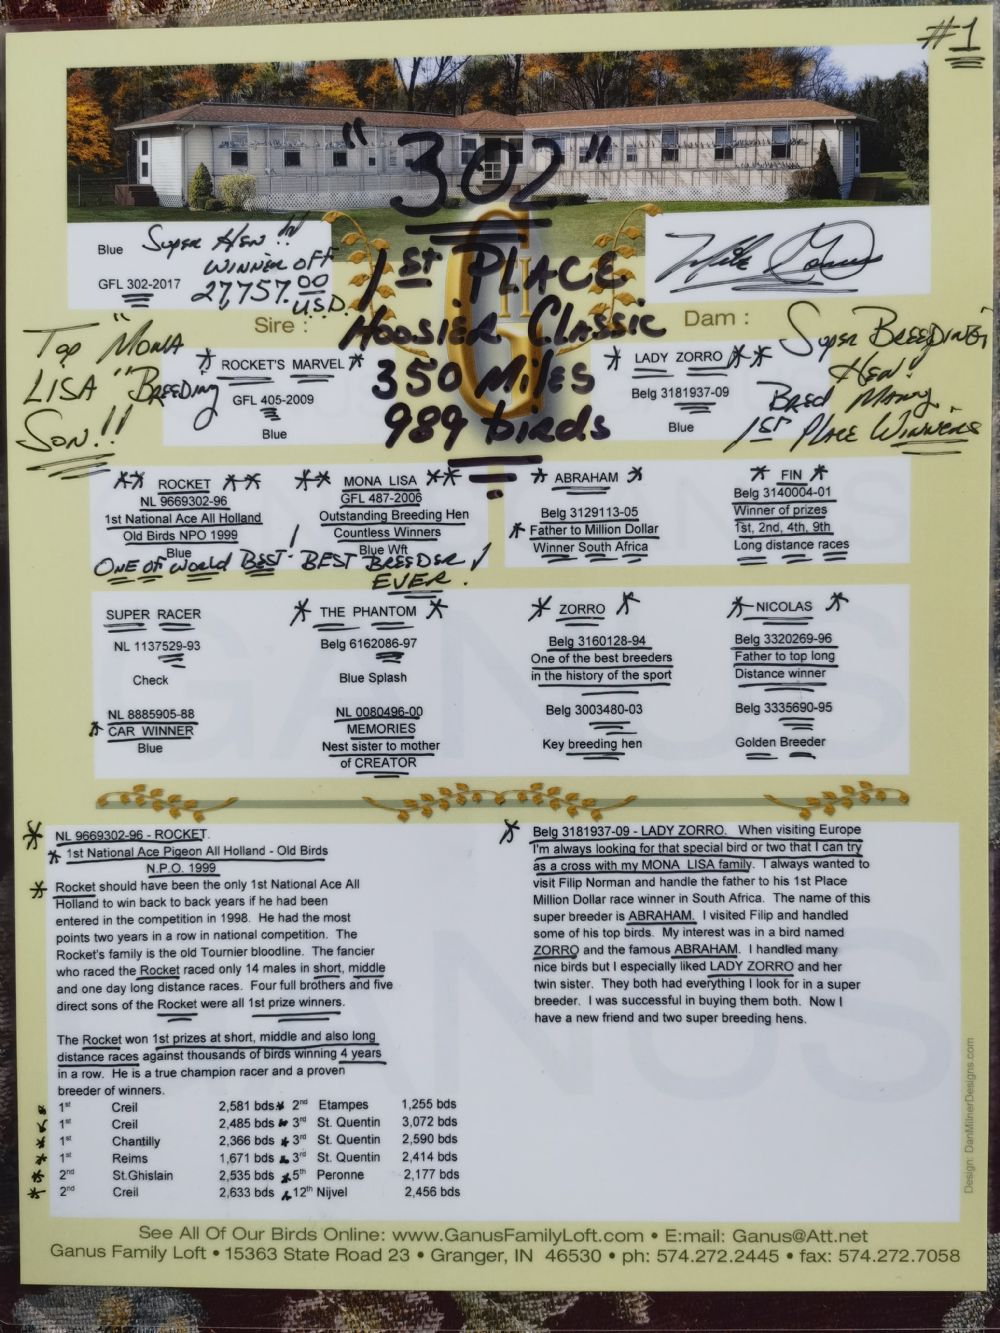 #1
"302"
1st PLACE
Hoosier Classic
350 Miles
989 birds
Blue
GFL 302-2017
Super Hen!!
WINNER OFF
27,757.00
U.S.D.
Mike Ganus
Sire :
Dam :
Top "MONA
LISA" BREEDING
SON!!
* ROCKET'S MARVEL *
GFL 405-2009
Blue
* LADY ZORRO **
Belg 3181937-09
Blue
Super BREEDING
HEN!
BRED MANY
1ST PLACE WINNERS
** ROCKET **
NL 9669302-96
1st National Ace All Holland
Old Birds NPO 1999
Blue
ONE OF WORLD BEST!
** MONA LISA **
GFL 487-2006
Outstanding Breeding Hen
Countless Winners
Blue Wft
BEST BREEDER
EVER!
* ABRAHAM *
Belg 3129113-05
* Father to Million Dollar
Winner South Africa
* FIN *
Belg 3140004-01
Winner of prizes
1st, 2nd, 4th, 9th
Long distance races
SUPER RACER
NL 1137529-93
Check
NL 8885905-88
* CAR WINNER
Blue
* THE PHANTOM *
Belg 6162086-97
Blue Splash
NL 0080496-00
MEMORIES
Nest sister to mother
of CREATOR
* ZORRO *
Belg 3160128-94
One of the best breeders
in the history of the sport
Belg 3003480-03
Key breeding hen
* NICOLAS *
Belg 3320269-96
Father to top long
Distance winner
Belg 3335690-95
Golden Breeder
* NL 9669302-96 - ROCKET.
* 1st National Ace Pigeon All Holland - Old Birds
N.P.O. 1999
* Rocket should have been the only 1st National Ace All
Holland to win back to back years if he had been
entered in the competition in 1998. He had the most
points two years in a row in national competition. The
Rocket's family is the old Tournier bloodline. The fancier
who raced the Rocket raced only 14 males in short, middle
and one day long distance races. Four full brothers and five
direct sons of the Rocket were all 1st prize winners.
The Rocket won 1st prizes at short, middle and also long
distance races against thousands of birds winning 4 years
in a row. He is a true champion racer and a proven
breeder of winners.
* 1st Creil 2,581 bds * 2nd Etampes 1,255 bds
* 1st Creil 2,485 bds * 3rd St. Quentin 3,072 bds
* 1st Chantilly 2,366 bds * 3rd St. Quentin 2,590 bds
* 1st Reims 1,671 bds * 3rd St. Quentin 2,414 bds
* 2nd St.Ghislain 2,535 bds * 5th Peronne 2,177 bds
* 2nd Creil 2,633 bds * 12th Nijvel 2,456 bds
* Belg 3181937-09 - LADY ZORRO. When visiting Europe
I'm always looking for that special bird or two that I can try
as a cross with my MONA LISA family. I always wanted to
visit Filip Norman and handle the father to his 1st Place
Million Dollar race winner in South Africa. The name of this
super breeder is ABRAHAM. I visited Filip and handled
some of his top birds. My interest was in a bird named
ZORRO and the famous ABRAHAM. I handled many
nice birds but I especially liked LADY ZORRO and her
twin sister. They both had everything I look for in a super
breeder. I was successful in buying them both. Now I
have a new friend and two super breeding hens.
Design: DanMilnerDesigns.com
See All Of Our Birds Online: www.GanusFamilyLoft.com • E:mail: Ganus@Att.net
Ganus Family Loft • 15363 State Road 23 • Granger, IN 46530 • ph: 574.272.2445 • fax: 574.272.7058